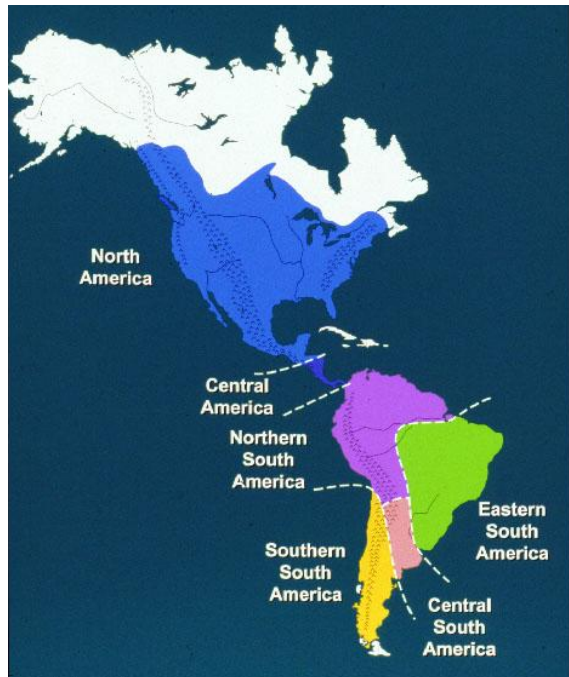 North
America
Central
America
Northern
South
America
Eastern
South
America
Southern
South
America
Central
South
America